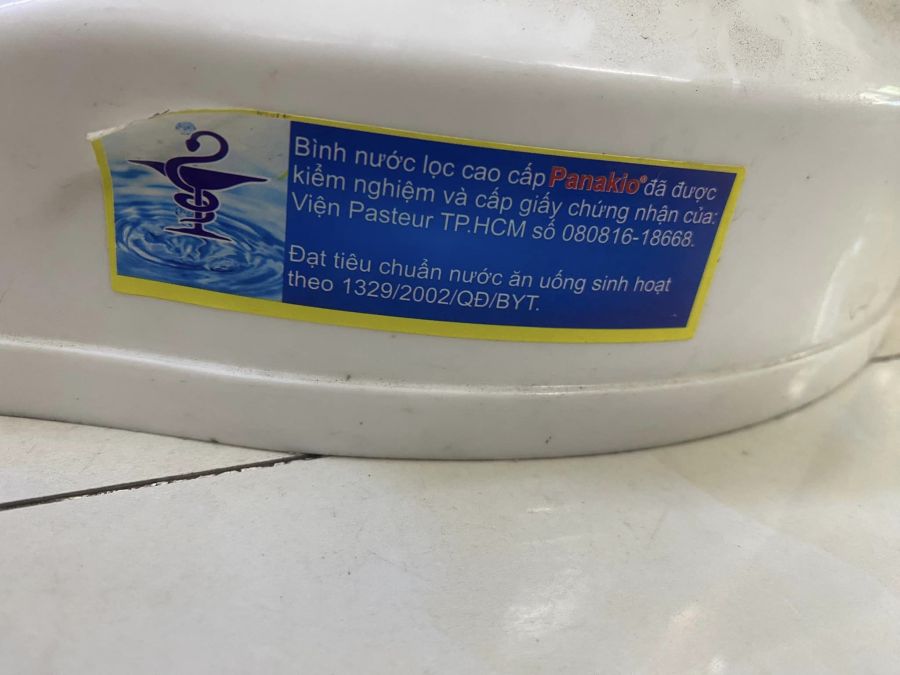 Bình nước lọc cao cấp Panakio® đã được
kiểm nghiệm và cấp giấy chứng nhận của:
Viện Pasteur TP.HCM số 080816-18668.
Đạt tiêu chuẩn nước ăn uống sinh hoạt
theo 1329/2002/QĐ/BYT.